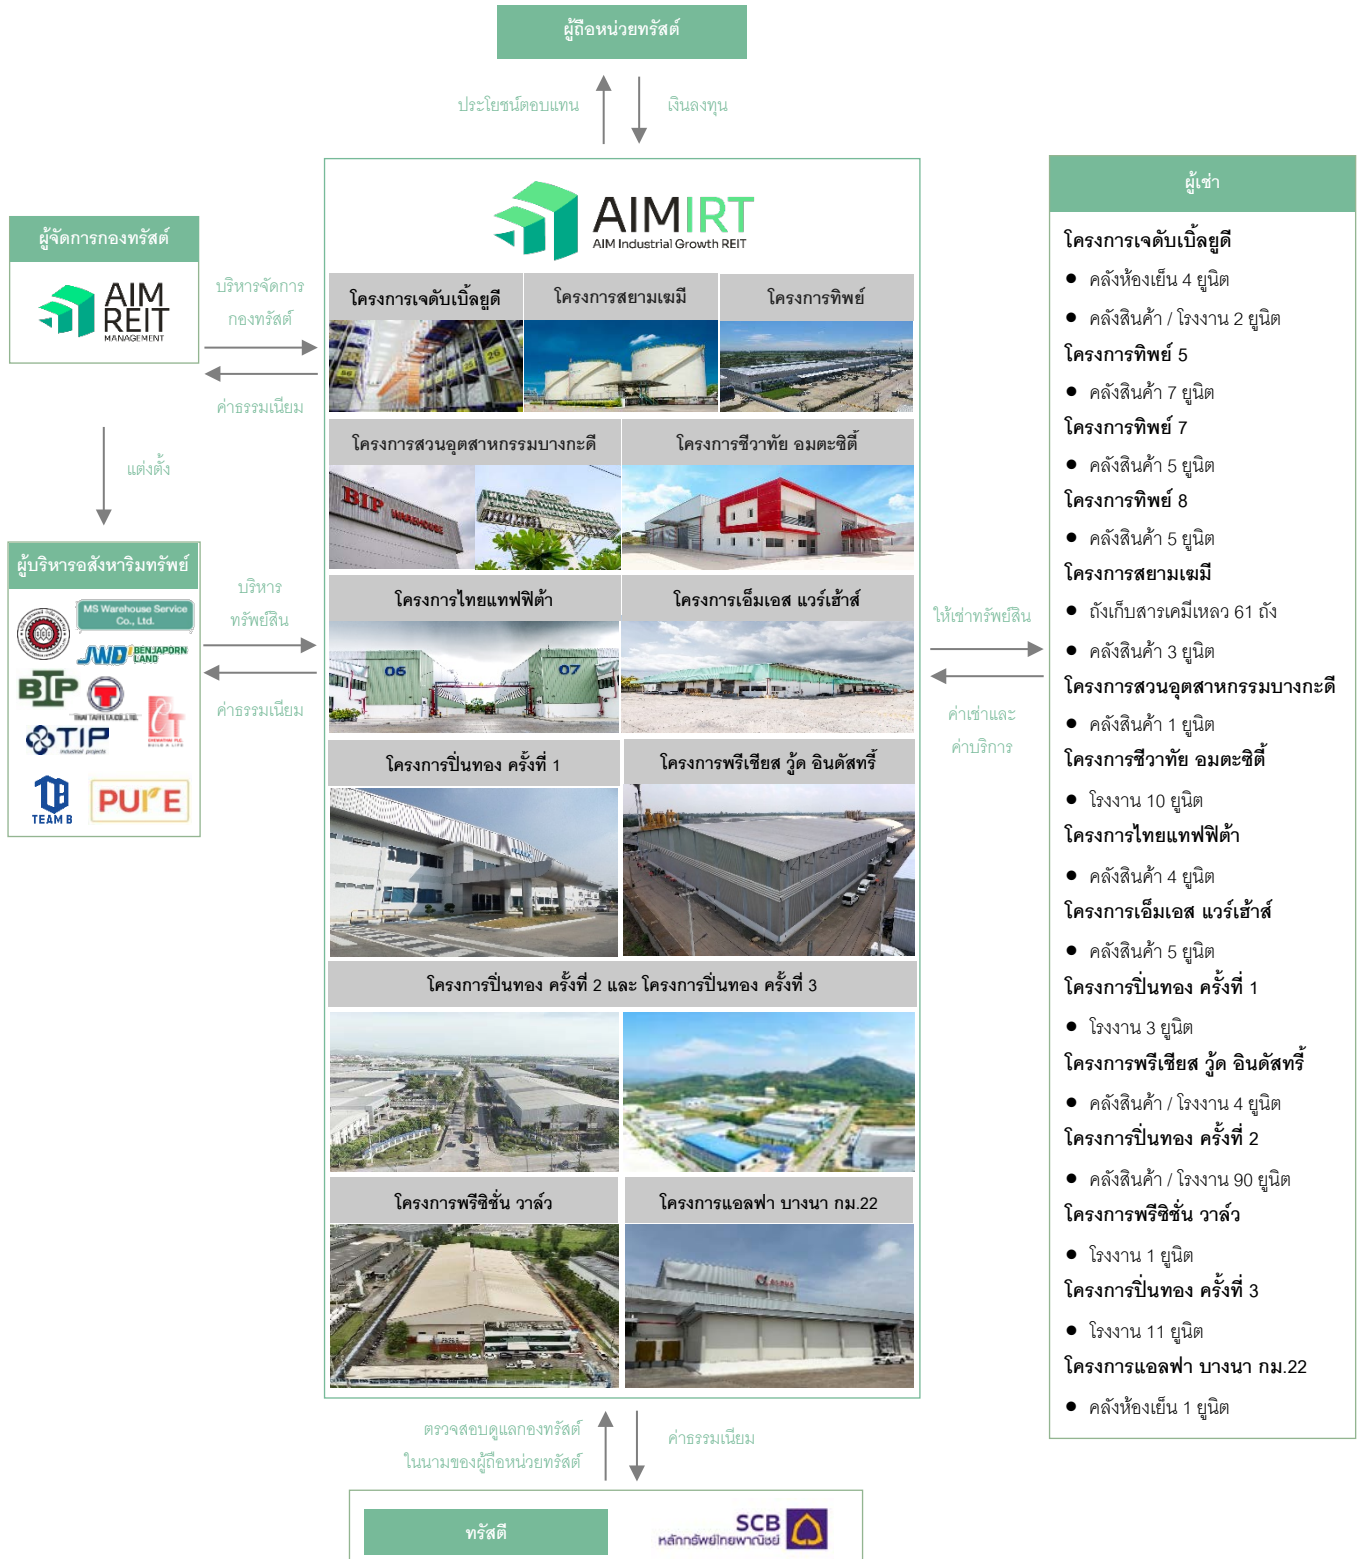 ผู้ถือหน่วยทรัสต์
ประโยชน์ตอบแทน
เงินลงทุน
ผู้จัดการกองทรัสต์
AIM
REIT
MANAGEMENT
บริหารจัดการ
กองทรัสต์
ค่าธรรมเนียม
แต่งตั้ง
ผู้บริหารอสังหาริมทรัพย์
MS Warehouse Service
Co., Ltd.
JWD
BENJAPORN
LAND
BIP
THAI TAFFETA CO.,LTD.
TIP
industrial projects
CT
BUILD A LIFE
TEAM B
PURE
บริหาร
ทรัพย์สิน
ค่าธรรมเนียม
AIMIRT
AIM Industrial Growth REIT
โครงการเจดับเบิ้ลยูดี
โครงการสยามเฆมี
โครงการทิพย์
26
โครงการสวนอุตสาหกรรมบางกะดี
โครงการชีวาทัย อมตะซิตี้
BIP WAREHOUSE
โครงการไทยแทฟฟิต้า
โครงการเอ็มเอส แวร์เฮ้าส์
06
07
โครงการปิ่นทอง ครั้งที่ 1
โครงการพรีเชียส วู้ด อินดัสทรี้
โครงการปิ่นทอง ครั้งที่ 2 และ โครงการปิ่นทอง ครั้งที่ 3
โครงการพรีซิชั่น วาล์ว
โครงการแอลฟา บางนา กม.22
ให้เช่าทรัพย์สิน
ค่าเช่าและ
ค่าบริการ
ผู้เช่า
โครงการเจดับเบิ้ลยูดี
● คลังห้องเย็น 4 ยูนิต
● คลังสินค้า / โรงงาน 2 ยูนิต
โครงการทิพย์ 5
● คลังสินค้า 7 ยูนิต
โครงการทิพย์ 7
● คลังสินค้า 5 ยูนิต
โครงการทิพย์ 8
● คลังสินค้า 5 ยูนิต
โครงการสยามเฆมี
● ถังเก็บสารเคมีเหลว 61 ถัง
● คลังสินค้า 3 ยูนิต
โครงการสวนอุตสาหกรรมบางกะดี
● คลังสินค้า 1 ยูนิต
โครงการชีวาทัย อมตะซิตี้
● โรงงาน 10 ยูนิต
โครงการไทยแทฟฟิต้า
● คลังสินค้า 4 ยูนิต
โครงการเอ็มเอส แวร์เฮ้าส์
● คลังสินค้า 5 ยูนิต
โครงการปิ่นทอง ครั้งที่ 1
● โรงงาน 3 ยูนิต
โครงการพรีเชียส วู้ด อินดัสทรี้
● คลังสินค้า / โรงงาน 4 ยูนิต
โครงการปิ่นทอง ครั้งที่ 2
● คลังสินค้า / โรงงาน 90 ยูนิต
โครงการพรีซิชั่น วาล์ว
● โรงงาน 1 ยูนิต
โครงการปิ่นทอง ครั้งที่ 3
● โรงงาน 11 ยูนิต
โครงการแอลฟา บางนา กม.22
● คลังห้องเย็น 1 ยูนิต
ตรวจสอบดูแลกองทรัสต์
ในนามของผู้ถือหน่วยทรัสต์
ค่าธรรมเนียม
ทรัสตี
SCB
หลักทรัพย์ไทยพาณิชย์